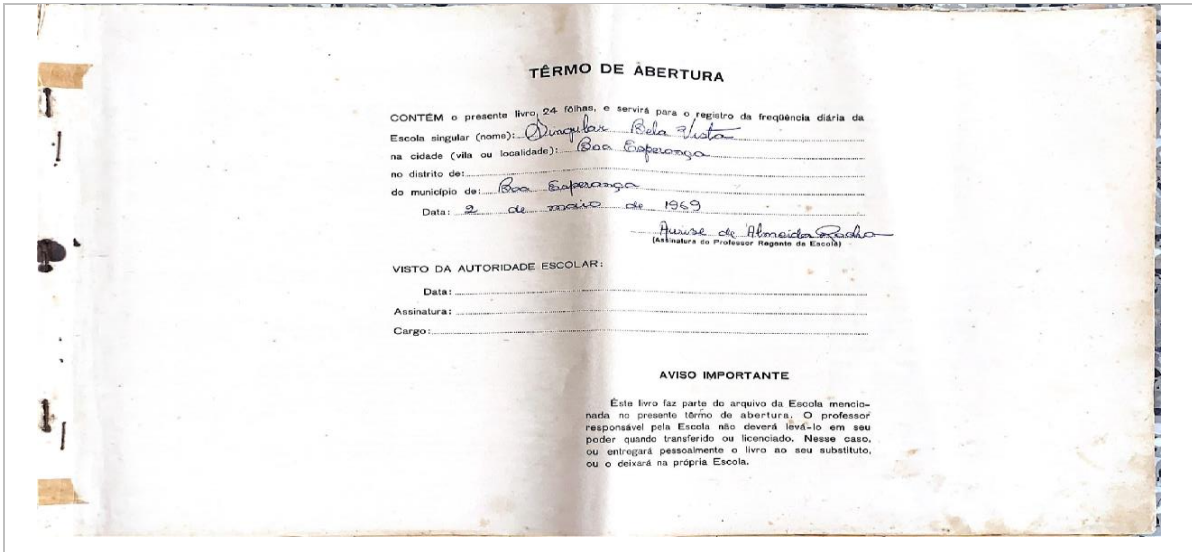 TÊRMO DE ABERTURA
CONTÉM o presente livro, 24 fôlhas, e servirá para o registro da freqüência diária da
Escola singular (nome): Singular Bela Vista
na cidade (vila ou localidade): Boa Esperança
no distrito de:
do município de: Boa Esperança
Data: 2 de maio de 1969
Aurise de Almeida Rocha
(Assinatura do Professor Regente da Escola)
VISTO DA AUTORIDADE ESCOLAR:
Data:
Assinatura:
Cargo:
AVISO IMPORTANTE
Êste livro faz parte do arquivo da Escola mencio-
nada no presente têrmo de abertura. O professor
responsável pela Escola não deverá levá-lo em seu
poder quando transferido ou licenciado. Nesse caso,
ou entregará pessoalmente o livro ao seu substituto,
ou o deixará na própria Escola.